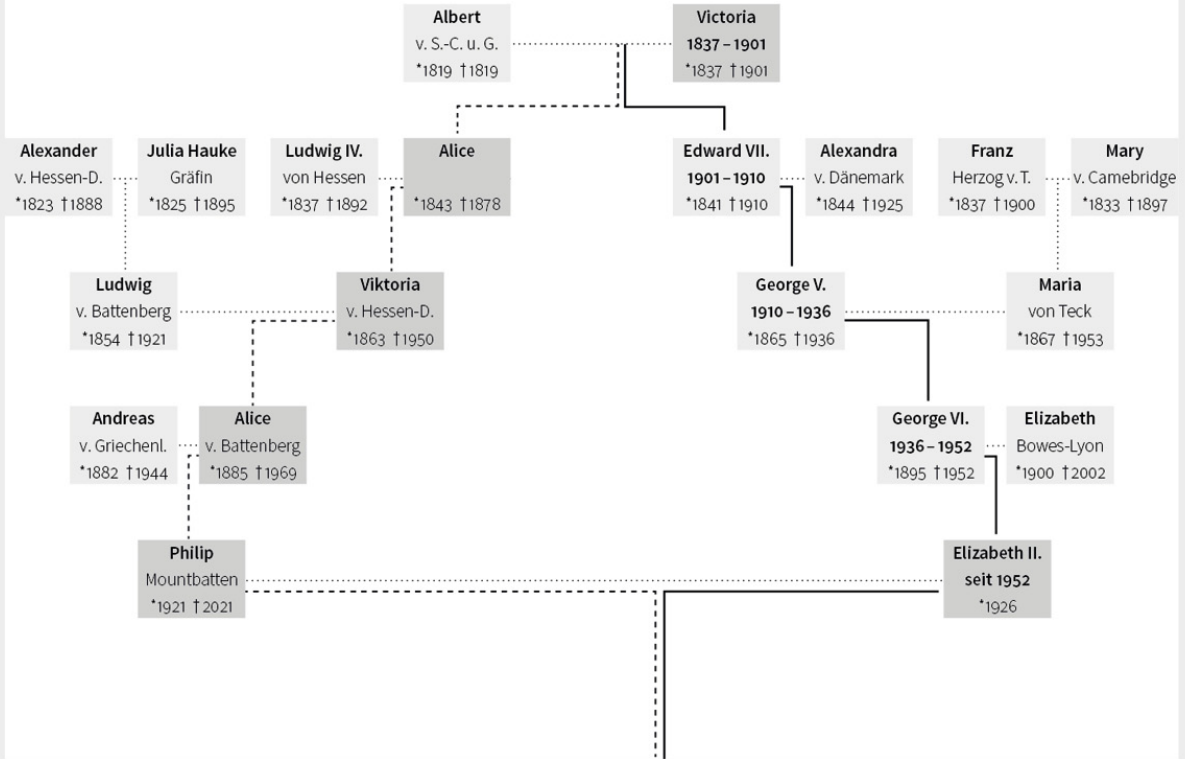 Albert
v. S.-C. u. G.
*1819 †1819
Victoria
1837 – 1901
*1837 †1901
Alexander
v. Hessen-D.
*1823 †1888
Julia Hauke
Gräfin
*1825 †1895
Ludwig IV.
von Hessen
*1837 †1892
Alice
*1843 †1878
Edward VII.
1901 – 1910
*1841 †1910
Alexandra
v. Dänemark
*1844 †1925
Franz
Herzog v. T.
*1837 †1900
Mary
v. Camebridge
*1833 †1897
Ludwig
v. Battenberg
*1854 †1921
Viktoria
v. Hessen-D.
*1863 †1950
George V.
1910 – 1936
*1865 †1936
Maria
von Teck
*1867 †1953
Andreas
v. Griechenl.
*1882 †1944
Alice
v. Battenberg
*1885 †1969
George VI.
1936 – 1952
*1895 †1952
Elizabeth
Bowes-Lyon
*1900 †2002
Philip
Mountbatten
*1921 †2021
Elizabeth II.
seit 1952
*1926